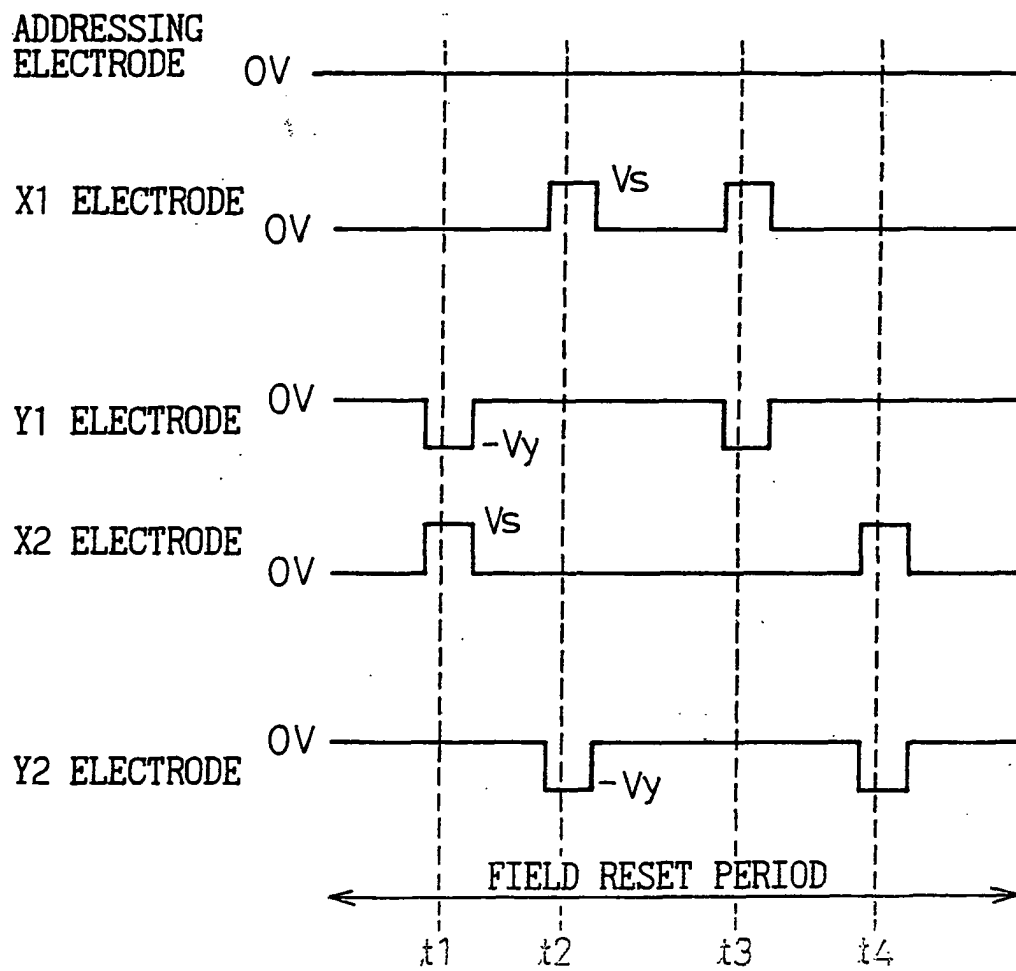 ADDRESSING
ELECTRODE
0V
X1 ELECTRODE
Vs
0V
Y1 ELECTRODE
0V
-Vy
X2 ELECTRODE
Vs
0V
Y2 ELECTRODE
0V
-Vy
FIELD RESET PERIOD
t1 t2 t3 t4